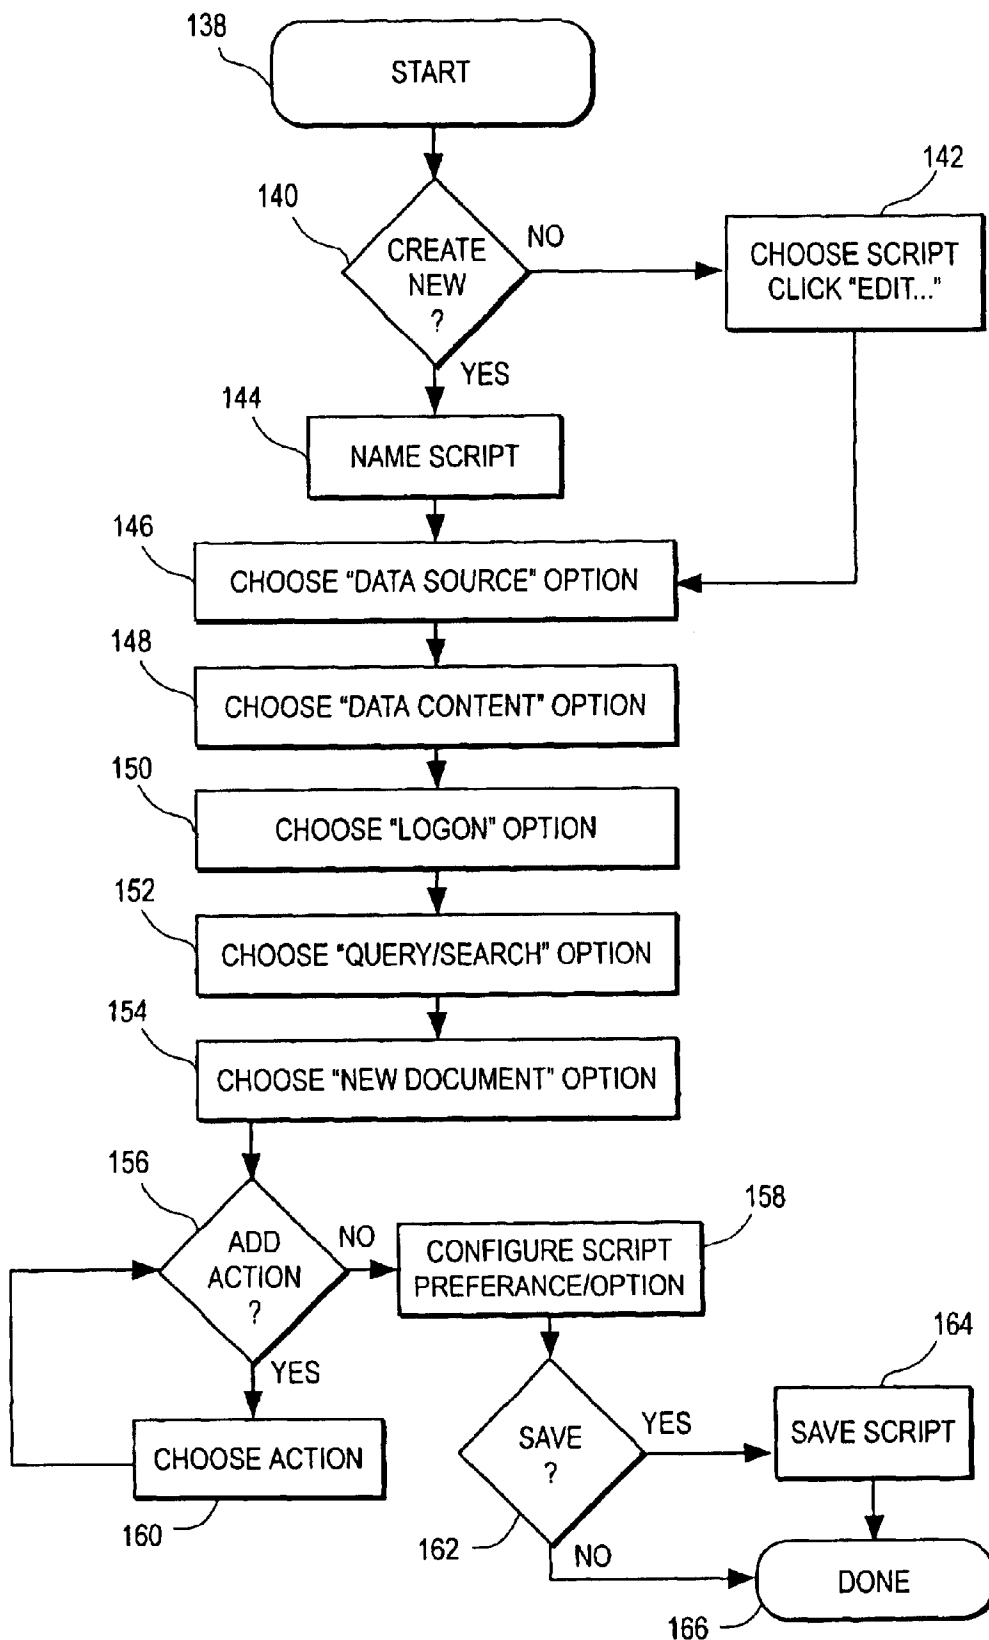 138
START
140
CREATE
NEW
?
NO
142
CHOOSE SCRIPT
CLICK "EDIT..."
YES
144
NAME SCRIPT
146
CHOOSE "DATA SOURCE" OPTION
148
CHOOSE "DATA CONTENT" OPTION
150
CHOOSE "LOGON" OPTION
152
CHOOSE "QUERY/SEARCH" OPTION
154
CHOOSE "NEW DOCUMENT" OPTION
156
ADD
ACTION
?
NO
158
CONFIGURE SCRIPT
PREFERANCE/OPTION
YES
CHOOSE ACTION
160
SAVE
?
162
YES
164
SAVE SCRIPT
NO
DONE
166